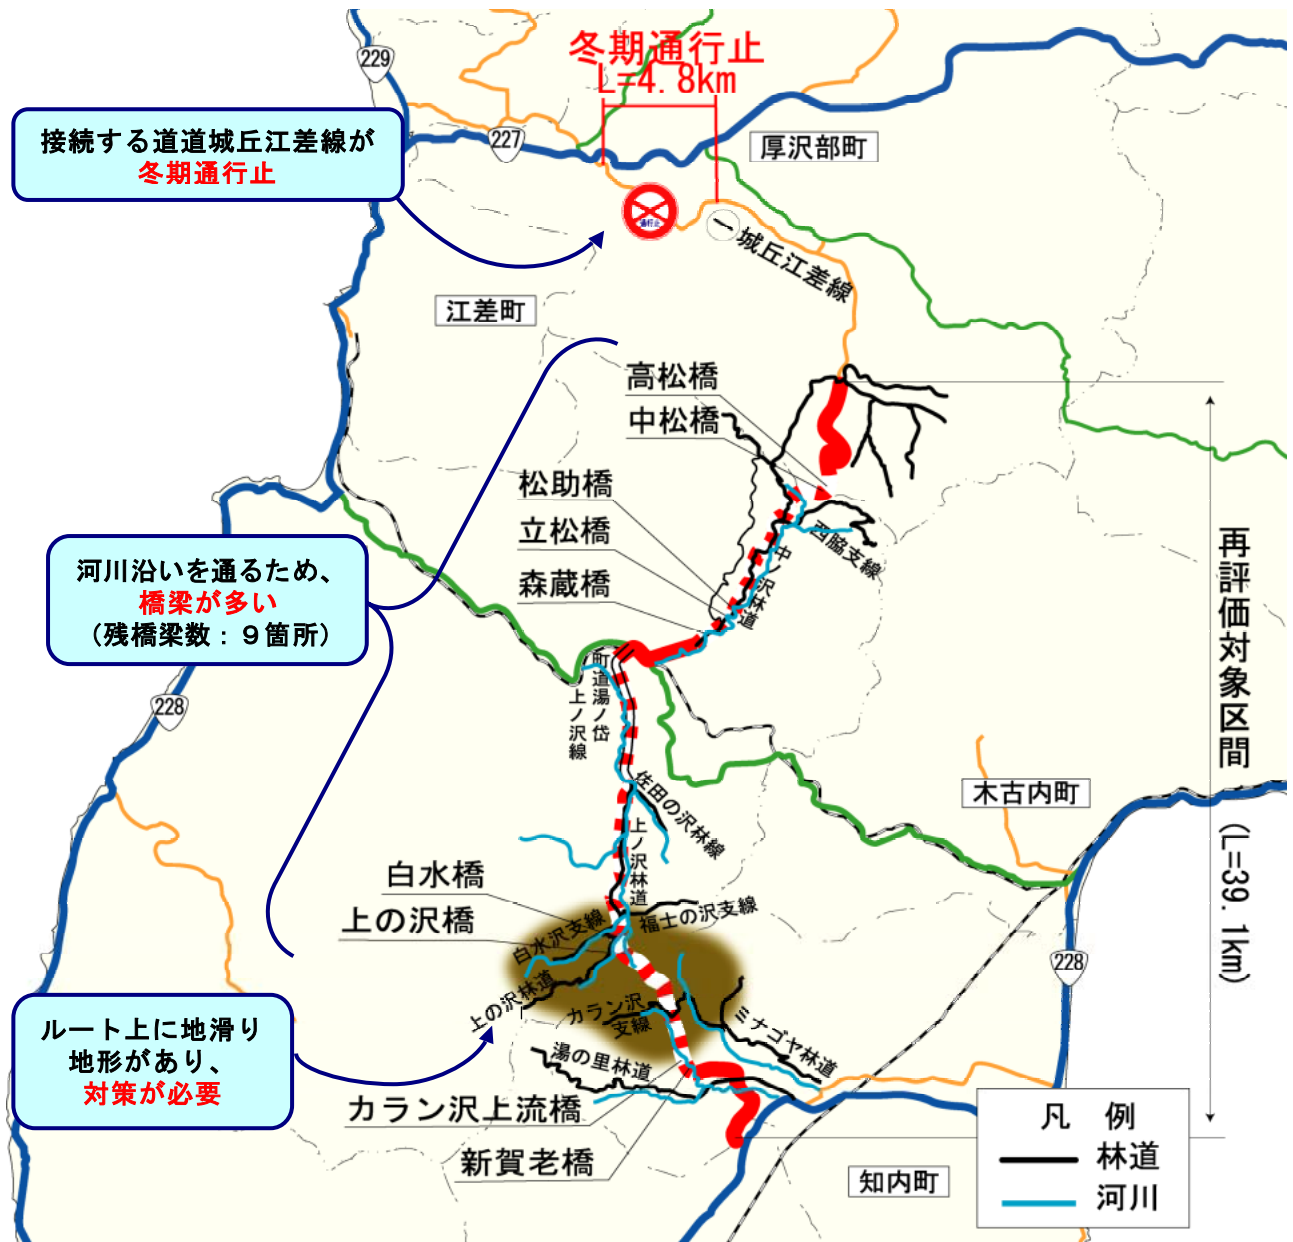 229
冬期通行止
L=4.8km
227
厚沢部町
接続する道道城丘江差線が
冬期通行止
通行止
一
城丘江差線
江差町
高松橋
中松橋
松助橋
立松橋
森蔵橋
西脇支線
中ノ沢林道
河川沿いを通るため、
橋梁が多い
（残橋梁数：９箇所）
再評価対象区間 (L=39.1km)
町道湯ノ岱
上ノ沢線
228
佐田の沢林線
木古内町
上ノ沢林道
白水橋
上の沢橋
白水沢支線
福士の沢支線
228
上の沢林道
カラン沢
支線
ミナゴヤ林道
湯の里林道
ルート上に地滑り
地形があり、
対策が必要
カラン沢上流橋
新賀老橋
知内町
凡 例
林道
河川